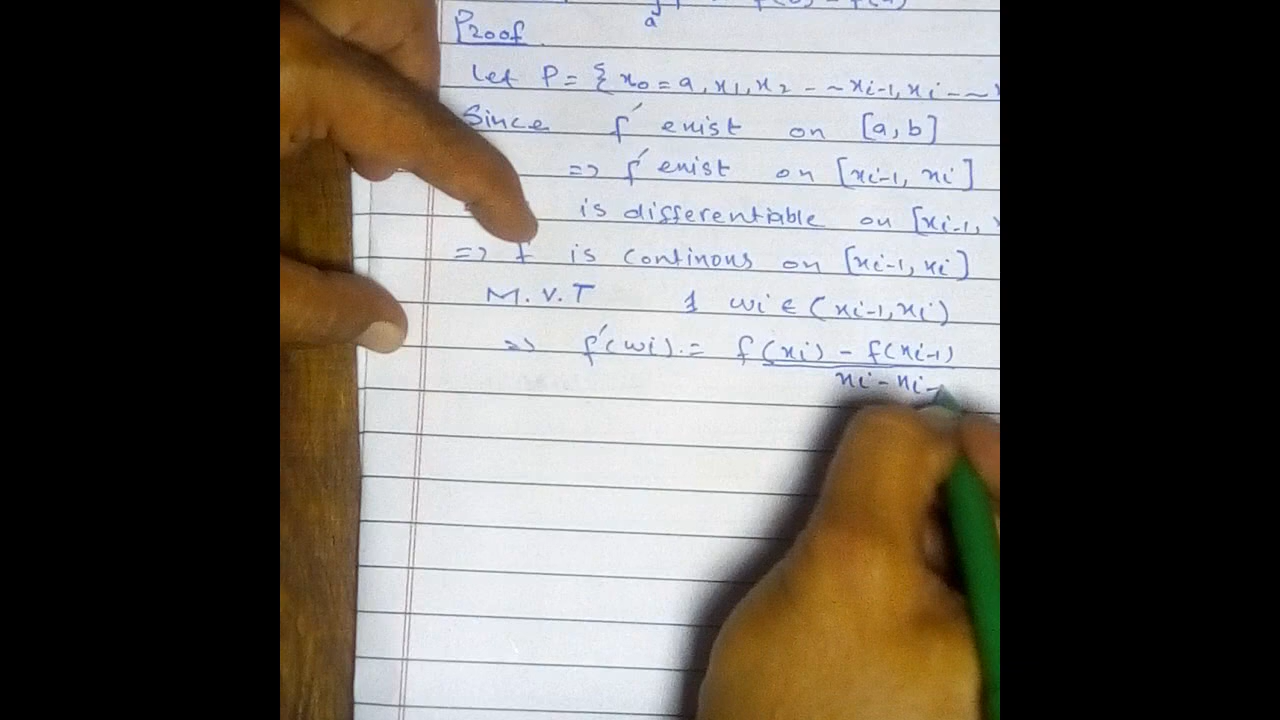 a
Proof
Let P = { x₀ = a, x₁, x₂ - ~ xi-1, xi - ~
Since f' exist on [a, b]
=> f' exist on [xi-1, xi]
is differentiable on [xi-1,
=> f is continous on [xi-1, xi]
M.V.T ∃ wi ∈ (xi-1, xi)
=> f'(wi) = f(xi) - f(xi-1)
xi - xi-